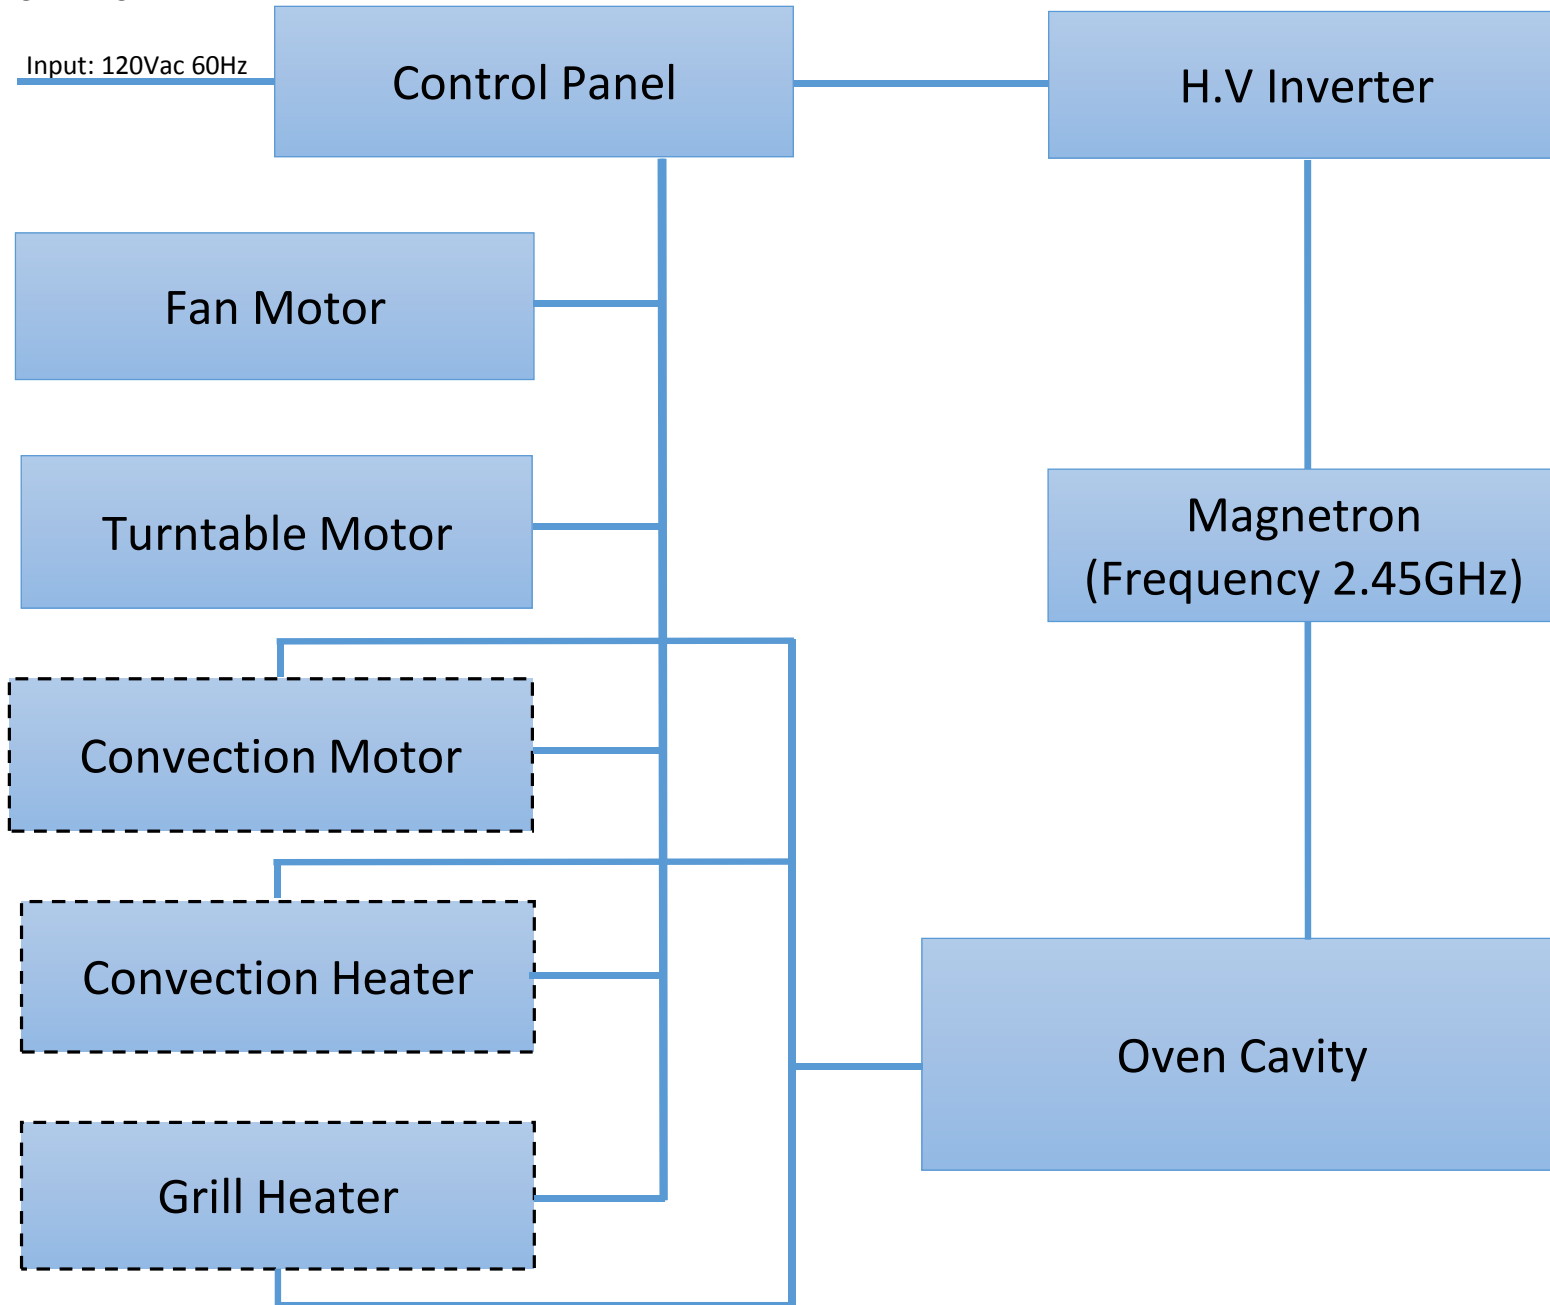 Input: 120Vac 60Hz
Control Panel
H.V Inverter
Fan Motor
Turntable Motor
Magnetron
(Frequency 2.45GHz)
Convection Motor
Convection Heater
Oven Cavity
Grill Heater